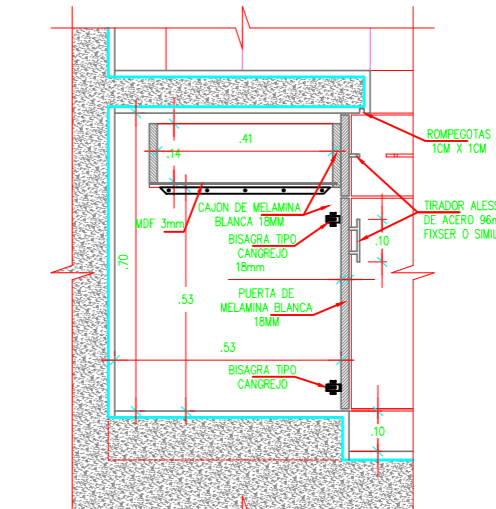 ROMPEGOTAS
1CM X 1CM
.41
.14
MDF 3mm
CAJON DE MELAMINA
BLANCA 18MM
TIRADOR ALESS
DE ACERO 96m
FIXSER O SIMIL
BISAGRA TIPO
CANGREJO
18mm
.10
.70
.53
PUERTA DE
MELAMINA BLANCA
18MM
.53
BISAGRA TIPO
CANGREJO
.10